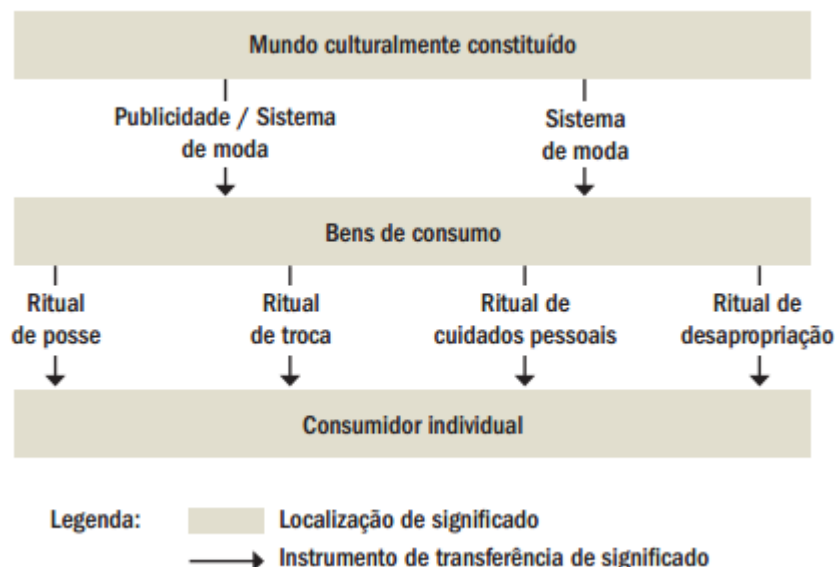 Mundo culturalmente constituído
Publicidade / Sistema
de moda
Sistema
de moda
Bens de consumo
Ritual
de posse
Ritual
de troca
Ritual de
cuidados pessoais
Ritual de
desapropriação
Consumidor individual
Legenda:
Localização de significado
Instrumento de transferência de significado